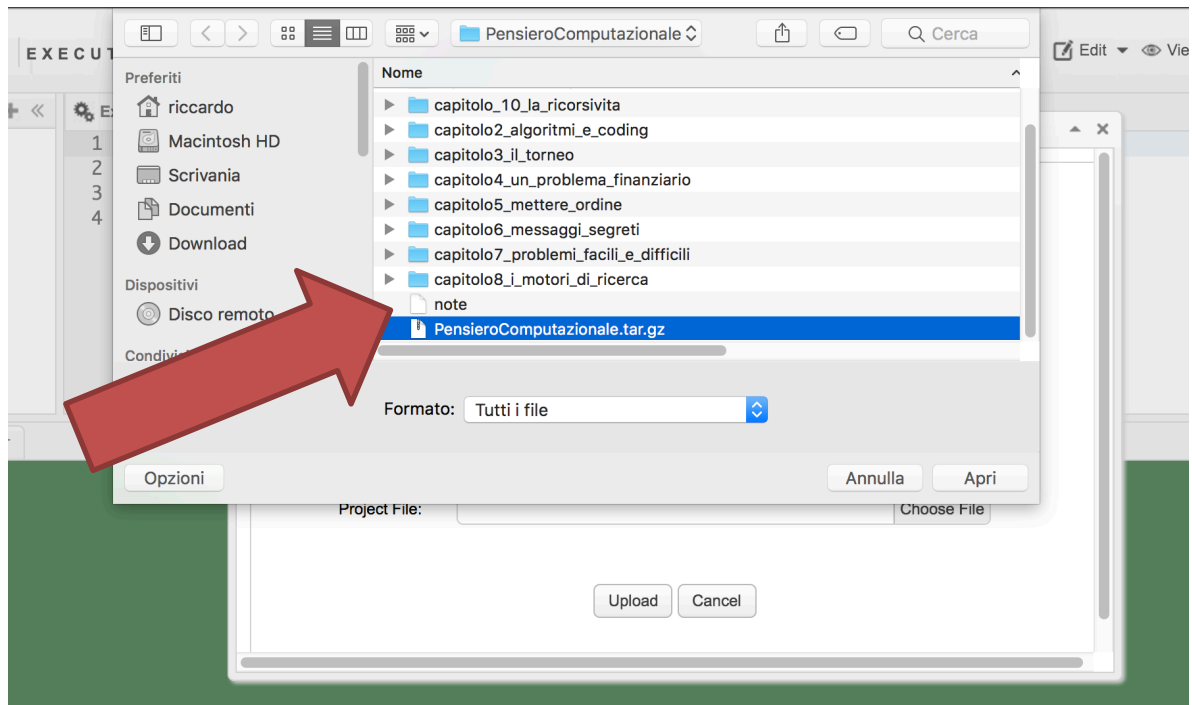 PensieroComputazionale
Cerca
EXECUT
Edit
Vie
Preferiti
riccardo
Macintosh HD
Scrivania
Documenti
Download
Dispositivi
Disco remoto
Nome
capitolo_10_la_ricorsivita
capitolo2_algoritmi_e_coding
capitolo3_il_torneo
capitolo4_un_problema_finanziario
capitolo5_mettere_ordine
capitolo6_messaggi_segreti
capitolo7_problemi_facili_e_difficili
capitolo8_i_motori_di_ricerca
note
PensieroComputazionale.tar.gz
1
2
3
4
Formato: Tutti i file
Opzioni
Annulla
Apri
Project File:
Choose File
Upload
Cancel